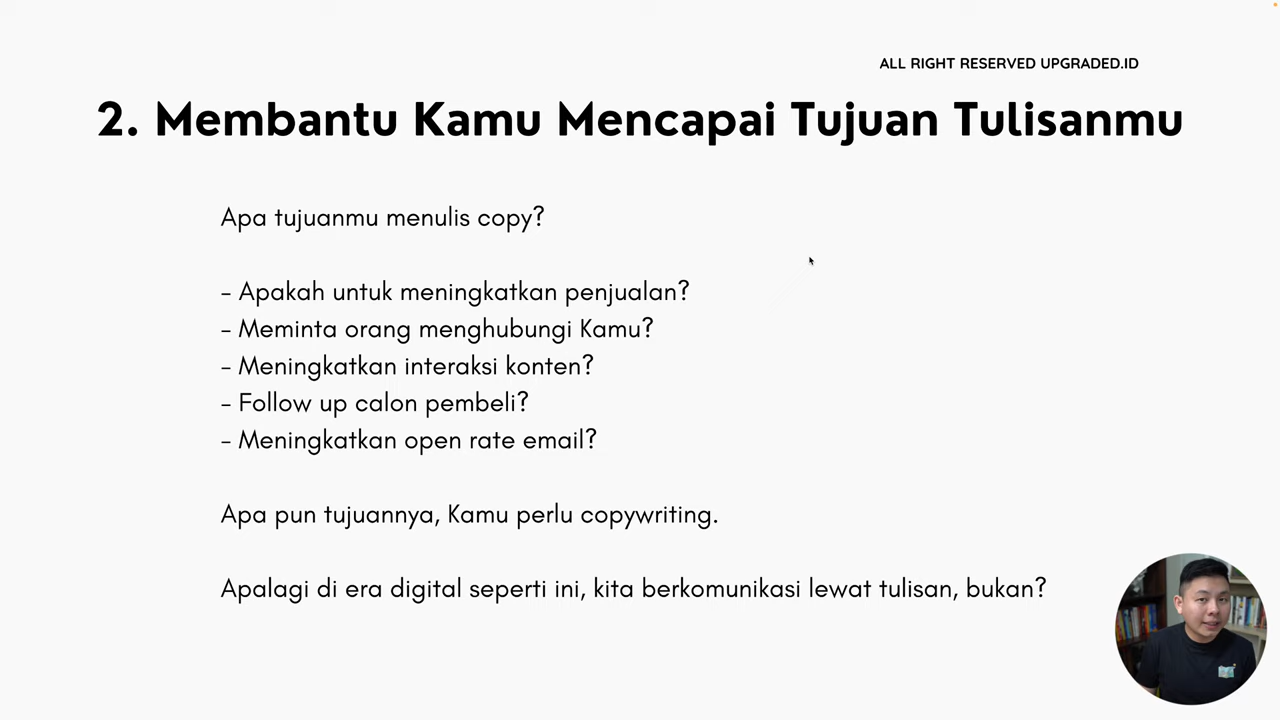 ALL RIGHT RESERVED UPGRADED.ID
2. Membantu Kamu Mencapai Tujuan Tulisanmu
Apa tujuanmu menulis copy?
- Apakah untuk meningkatkan penjualan?
- Meminta orang menghubungi Kamu?
- Meningkatkan interaksi konten?
- Follow up calon pembeli?
- Meningkatkan open rate email?
Apa pun tujuannya, Kamu perlu copywriting.
Apalagi di era digital seperti ini, kita berkomunikasi lewat tulisan, bukan?